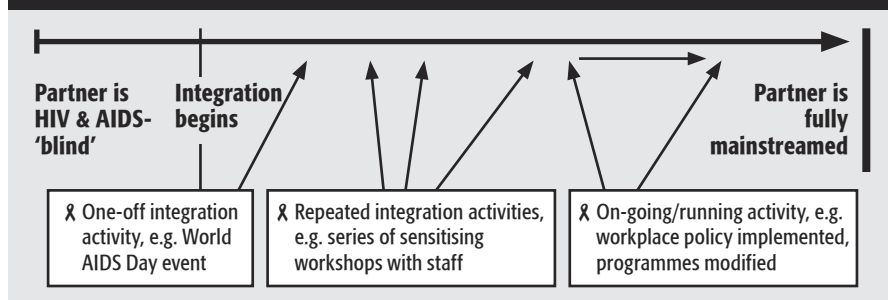 Partner is
HIV & AIDS-
'blind'
Integration
begins
Partner is
fully
mainstreamed
One-off integration
activity, e.g. World
AIDS Day event
Repeated integration activities,
e.g. series of sensitising
workshops with staff
On-going/running activity, e.g.
workplace policy implemented,
programmes modified